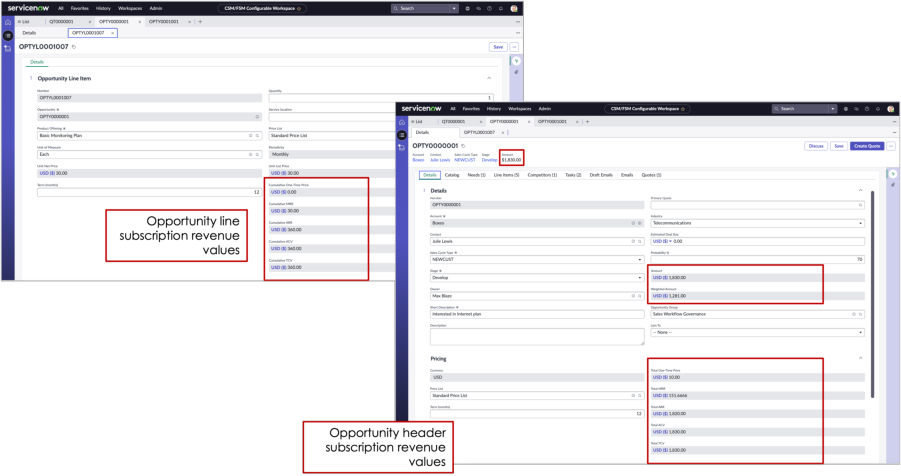 servicenow All Favorites History Workspaces Admin CSM/FSM Configurable Workspace Search
List QT0000001 OPTY0000001 OPTY0001001
Details OPTYL0001007
OPTYL0001007 Save
Details
Opportunity Line Item
Number
OPTYL0001007
Quantity
1
Opportunity
OPTY0000001
Service location
Product Offering
Basic Monitoring Plan
Price List
Standard Price List
Unit of Measure
Each
Periodicity
Monthly
Unit Net Price
USD ($) 30.00
Unit List Price
USD ($) 30.00
Term (months)
12
Cumulative One-Time Price
USD ($) 0.00
Cumulative MRR
USD ($) 30.00
Cumulative ARR
USD ($) 360.00
Cumulative ACV
USD ($) 360.00
Cumulative TCV
USD ($) 360.00
Opportunity line
subscription revenue
values
servicenow All Favorites History Workspaces Admin CSM/FSM Configurable Workspace Search
List QT0000001 OPTY0000001 OPTY0001001
Details OPTYL0001007
OPTY0000001 Discuss Save Create Quote
Account Contact Sales Cycle Type Stage Amount
Boxeo Julie Lewis NEWCUST Develop $1,830.00
Details Catalog Needs (1) Line Items (5) Competitors (1) Tasks (2) Draft Emails Emails Quotes (1)
Details
Number
OPTY0000001
Primary Quote
Account
Boxeo
Industry
Telecommunications
Contact
Julie Lewis
Estimated Deal Size
USD ($) 0.00
Sales Cycle Type
NEWCUST
Probability %
70
Stage
Develop
Amount
USD ($) 1,830.00
Owner
Max Blaze
Weighted Amount
USD ($) 1,281.00
Short Description
Interested in Internet plan
Opportunity Group
Sales Workflow Governance
Description
Lost To
-- None --
Pricing
Currency
USD
Total One-Time Price
USD ($) 10.00
Price List
Standard Price List
Total MRR
USD ($) 151.6666
Term (months)
12
Total ARR
USD ($) 1,820.00
Total ACV
USD ($) 1,830.00
Total TCV
USD ($) 1,830.00
Opportunity header
subscription revenue
values